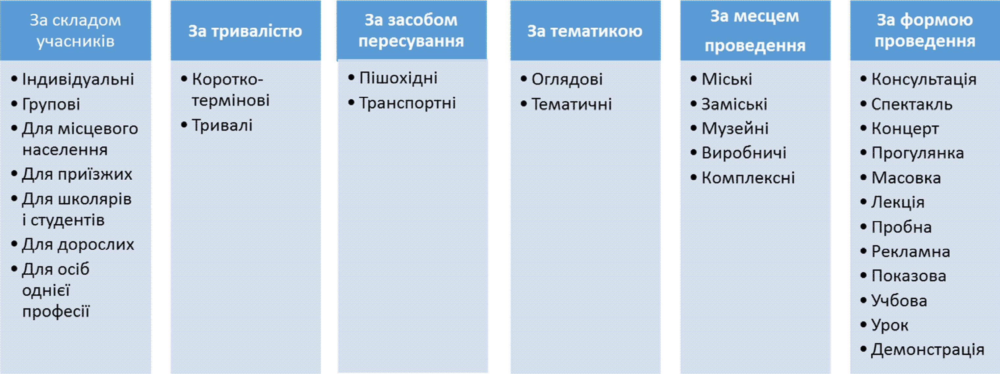 За складом
учасників
• Індивідуальні
• Групові
• Для місцевого
населення
• Для приїзжих
• Для школярів
і студентів
• Для дорослих
• Для осіб
однієї
професії
За тривалістю
• Коротко-
термінові
• Тривалі
За засобом
пересування
• Пішохідні
• Транспортні
За тематикою
• Оглядові
• Тематичні
За месцем
проведення
• Міські
• Заміські
• Музейні
• Виробничі
• Комплексні
За формою
проведення
• Консультація
• Спектакль
• Концерт
• Прогулянка
• Масовка
• Лекція
• Пробна
• Рекламна
• Показова
• Учбова
• Урок
• Демонстрація